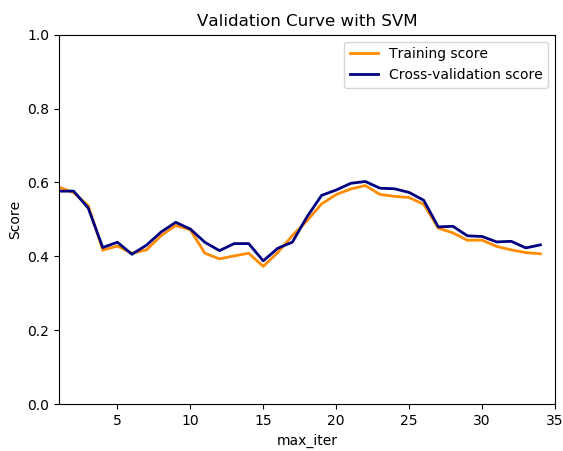 Validation Curve with SVM
1.0
0.8
0.6
0.4
0.2
0.0
Score
Training score
Cross-validation score
5
10
15
20
25
30
35
max_iter